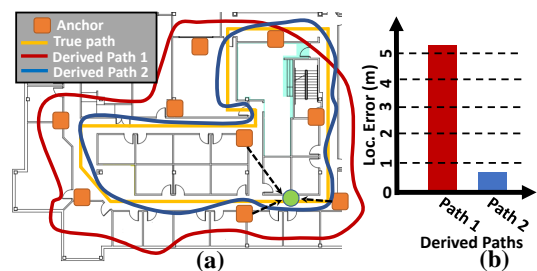 Anchor
True path
Derived Path 1
Derived Path 2
(a)
Loc. Error (m)
5
4
3
2
1
0
Path 1
Path 2
Derived Paths
(b)